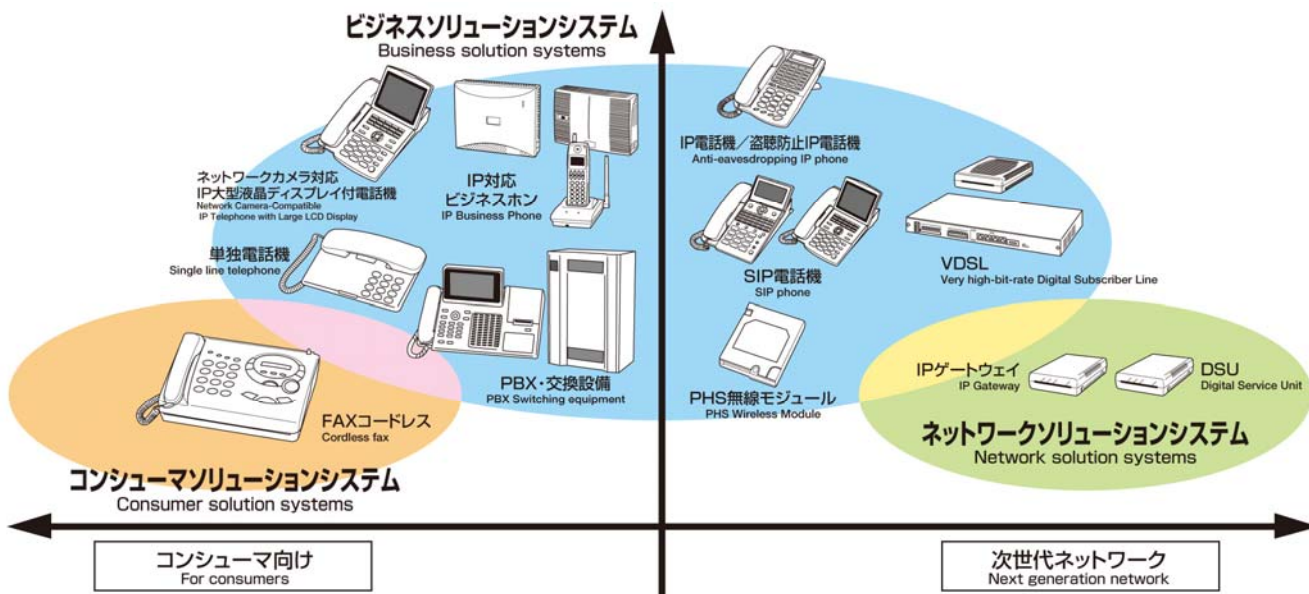 ビジネスソリューションシステム
Business solution systems
ネットワークカメラ対応
IP大型液晶ディスプレイ付電話機
Network Camera-Compatible
IP Telephone with Large LCD Display
IP対応
ビジネスホン
IP Business Phone
IP電話機／盗聴防止IP電話機
Anti-eavesdropping IP phone
単独電話機
Single line telephone
SIP電話機
SIP phone
VDSL
Very high-bit-rate Digital Subscriber Line
PBX・交換設備
PBX Switching equipment
PHS無線モジュール
PHS Wireless Module
IPゲートウェイ
IP Gateway
DSU
Digital Service Unit
FAXコードレス
Cordless fax
ネットワークソリューションシステム
Network solution systems
コンシューマソリューションシステム
Consumer solution systems
コンシューマ向け
For consumers
次世代ネットワーク
Next generation network